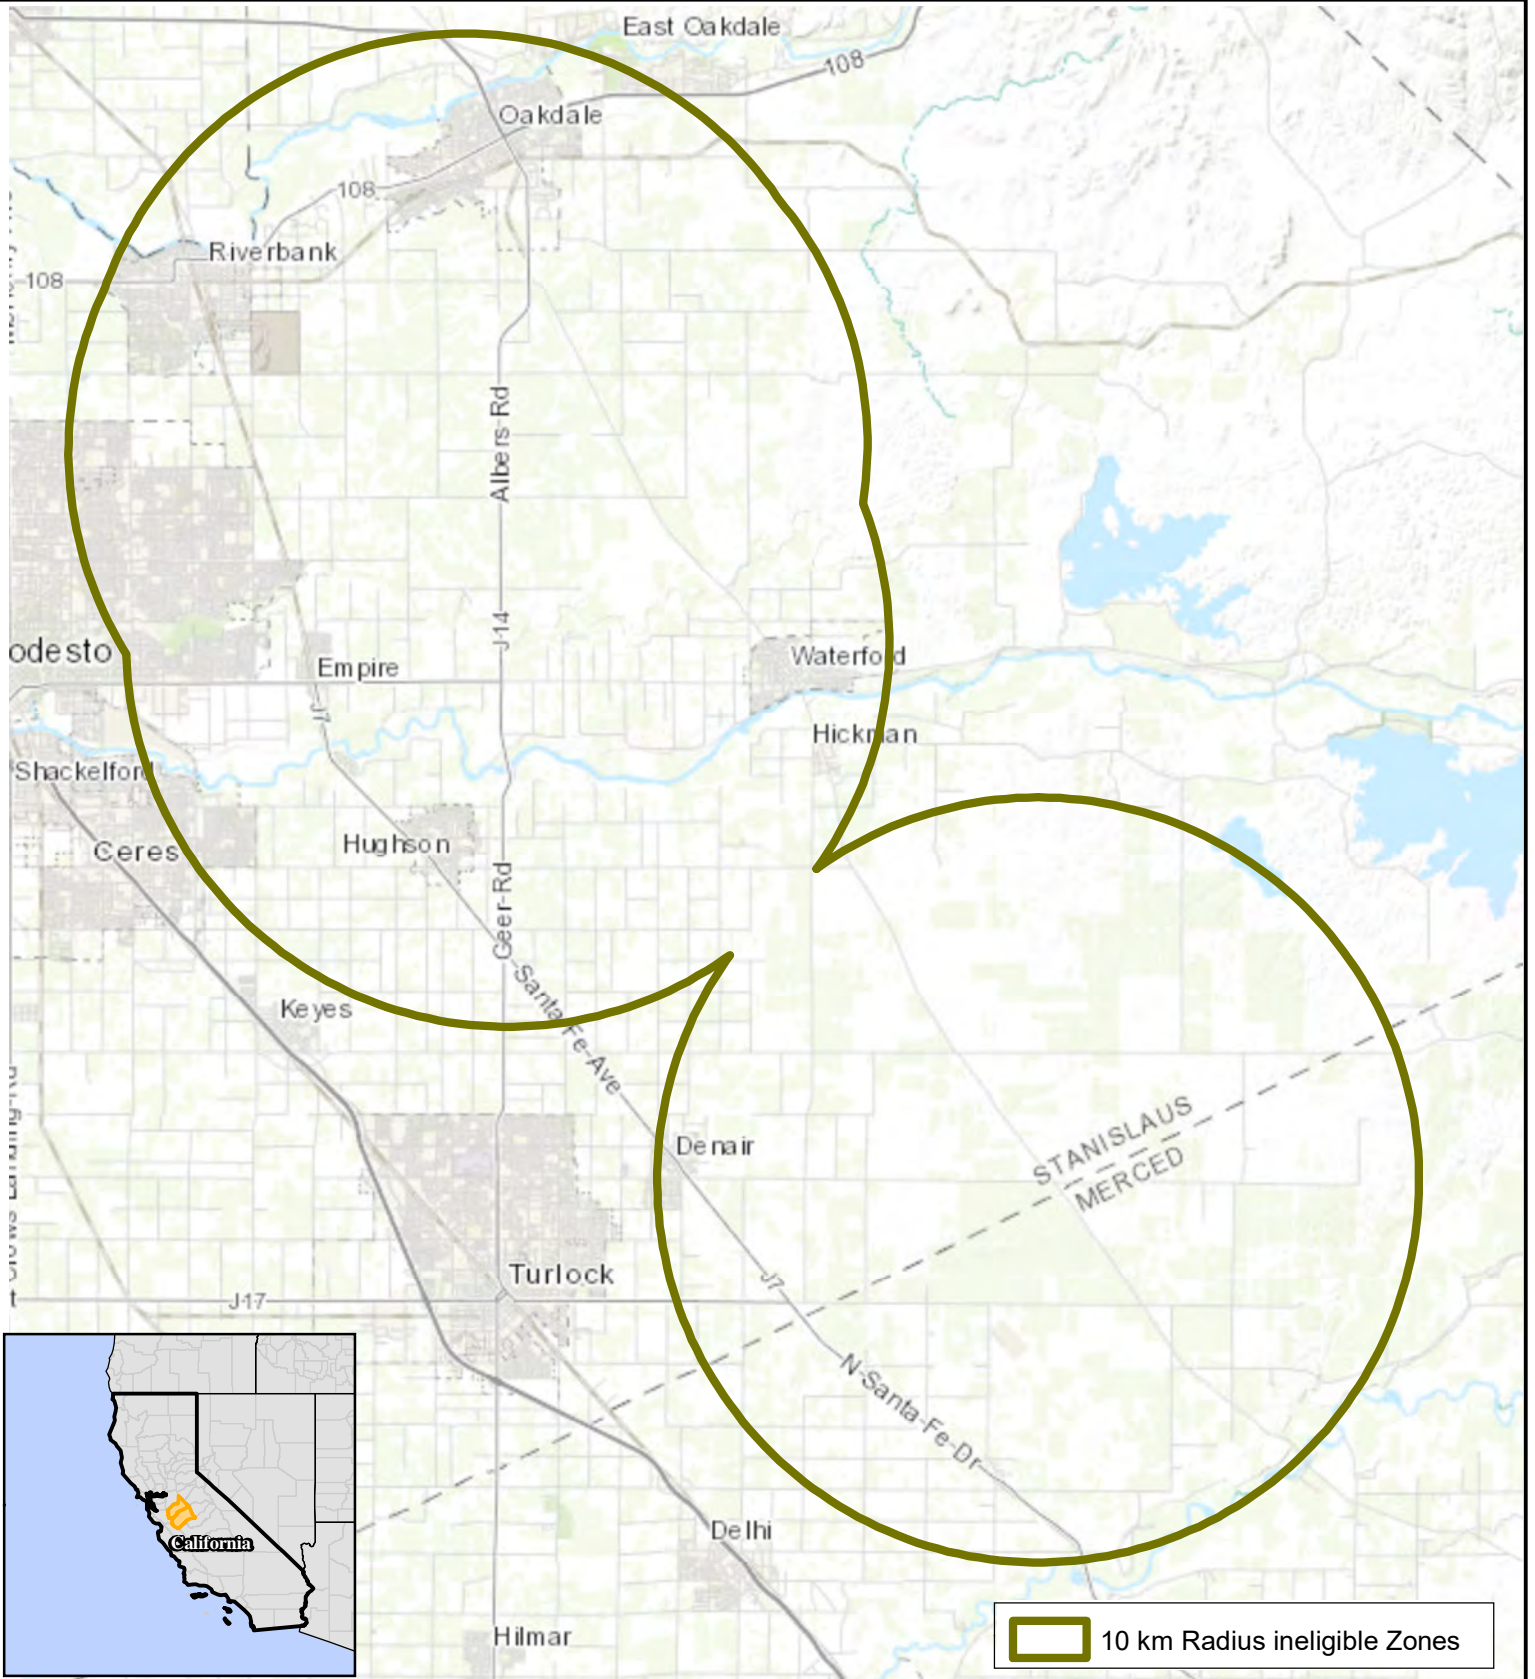 East Oakdale
108
Oakdale
108
Riverbank
108
Albers-Rd
J-14
odesto
Empire
Waterford
J7
Hickman
Shackelford
Ceres
Hughson
Geer-Rd
Santa-Fe-Ave
Keyes
Denair
STANISLAUS
MERCED
Turlock
J7
J-17
t
N-Santa-Fe-Dr
California
Delhi
Hilmar
10 km Radius ineligible Zones